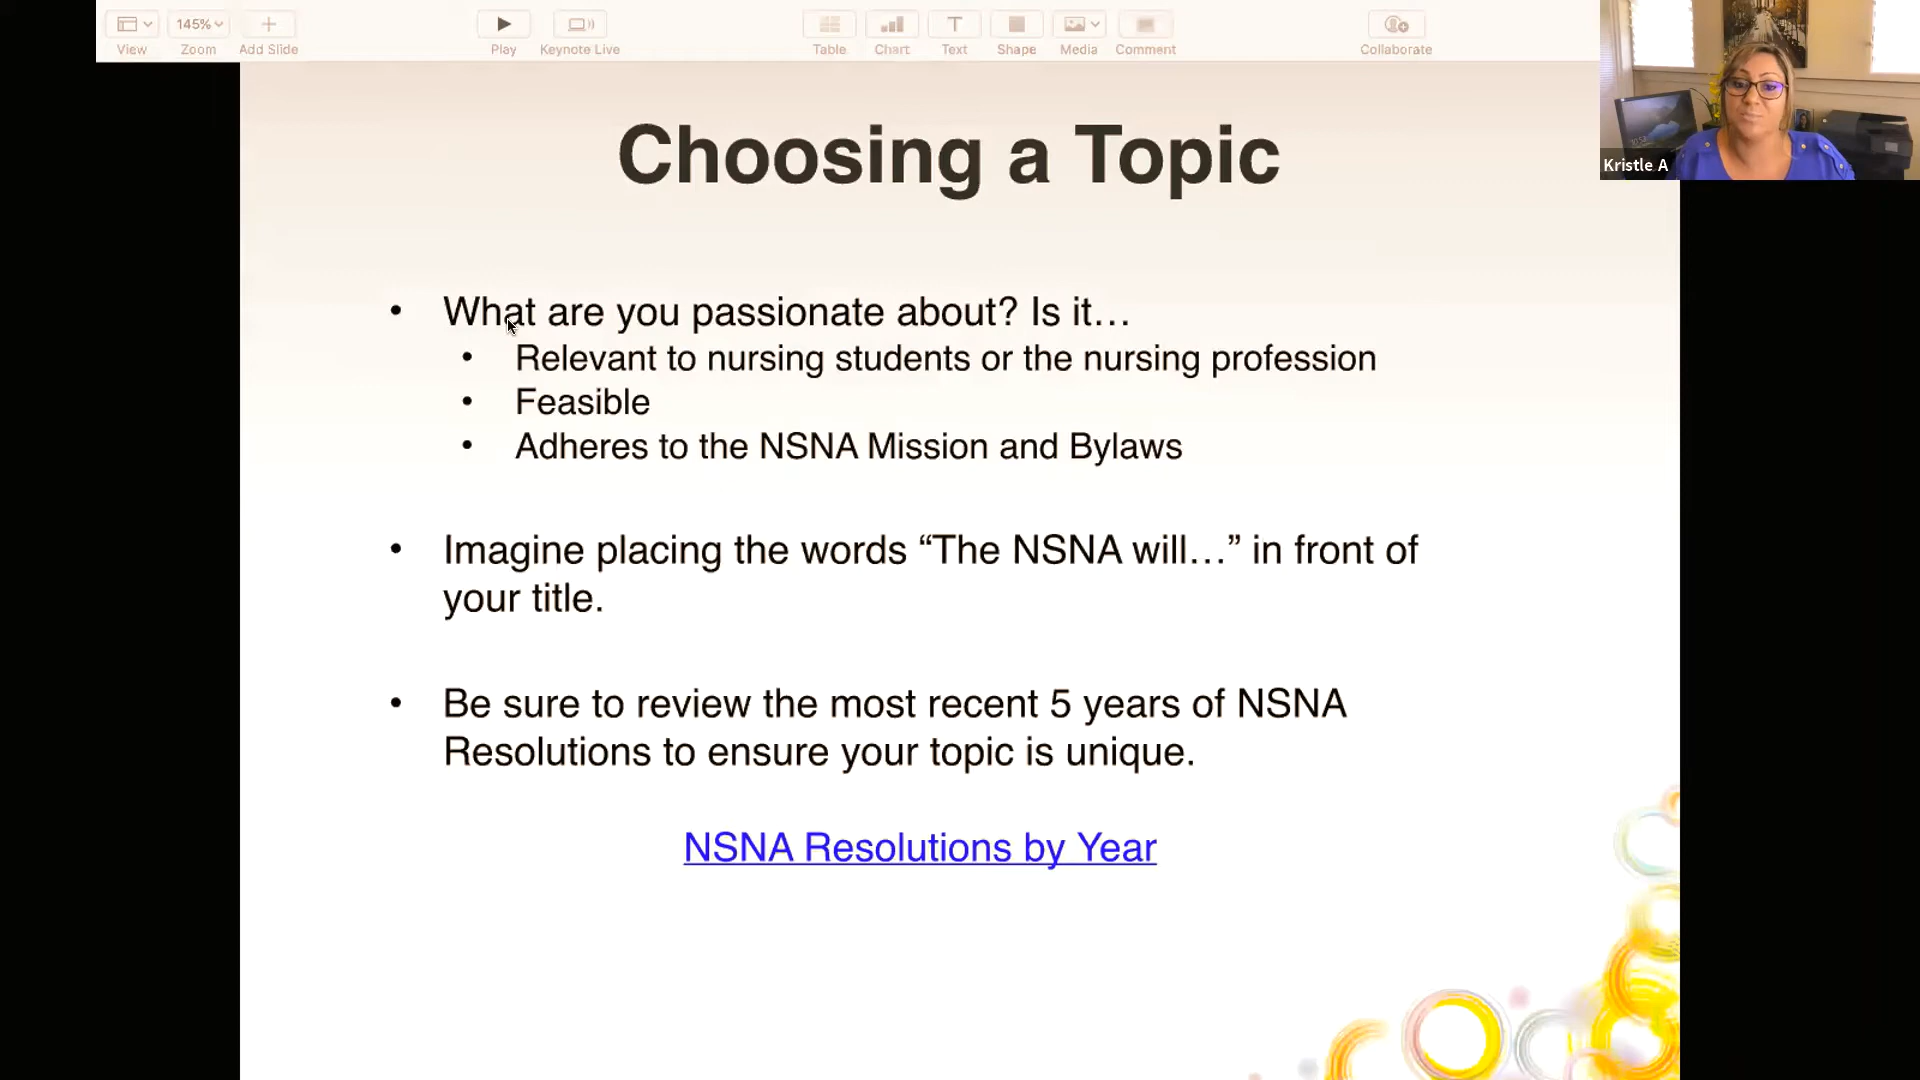 145%
View
Zoom
Add Slide
Play
Keynote Live
Table
Chart
T
Text
Shape
Media
Comment
Collaborate
Kristle A
Choosing a Topic
• What are you passionate about? Is it…
• Relevant to nursing students or the nursing profession
• Feasible
• Adheres to the NSNA Mission and Bylaws
• Imagine placing the words “The NSNA will…” in front of
your title.
• Be sure to review the most recent 5 years of NSNA
Resolutions to ensure your topic is unique.
NSNA Resolutions by Year